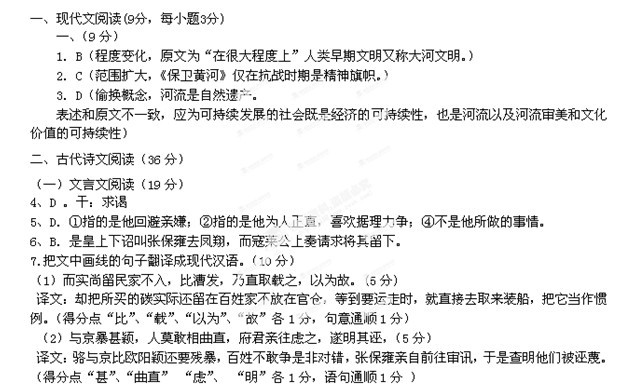 一、现代文阅读(9分，每小题3分)
一、(9 分)
1. B(程度变化，原文为“在很大程度上”人类早期文明又称大河文明。)
2. C(范围扩大，《保卫黄河》仅在抗战时期是精神旗帜。)
3. D(偷换概念，河流是自然遗产。
表述和原文不一致，应为可持续发展的社会既是经济的可持续性，也是河流以及河流审美和文化
价值的可持续性)
二、古代诗文阅读(36 分)
(一)文言文阅读(19 分)
4、D 。干：求谒
5、D. ①指的是他回避亲嫌；②指的是他为人正直，喜欢据理力争；④不是他所做的事情。
6、B. 是皇上下诏叫张保雍去凤翔，而寇莱公上奏请求将其留下。
7.把文中画线的句子翻译成现代汉语。(10 分)
(1)而实尚留民家不入，比漕发，乃直取载之，以为故。(5 分)
译文：却把所买的碳实际还留在百姓家不放在官仓，等到要运走时，就直接去取来装船，把它当作惯
例。(得分点“比”、“载”、“以为”、“故”各 1 分，句意通顺 1 分)
(2)与京暴甚颖，人莫敢相曲直，府君亲往虑之，遂明其诬，(5 分)
译文：骆与京比欧阳颖还要残暴，百姓不敢争是非对错，张保雍亲自前往审讯，于是查明他们被诬蔑。
(得分点“甚”、“曲直” “虑”、 “明”各 1 分，语句通顺 1 分 )